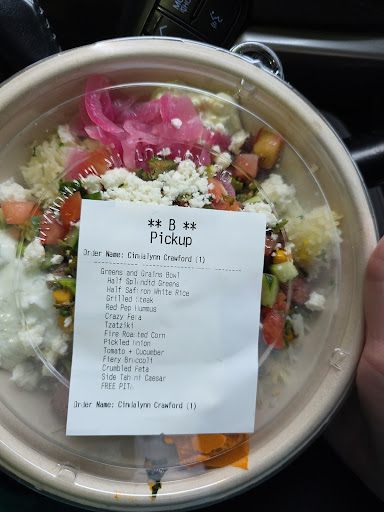 ** B **
Pickup
Order Name: Cindalynn Crawford (1)
Greens and Grains Bowl
Half Splendid Greens
Half Saffron White Rice
Grilled Steak
Red Pepper Hummus
Crazy Feta
Tzatziki
Fire Roasted Corn
Pickled Onion
Tomato + Cucumber
Fiery Broccoli
Crumbled Feta
Side Tahini Caesar
FREE PITA
Order Name: Cindalynn Crawford (1)